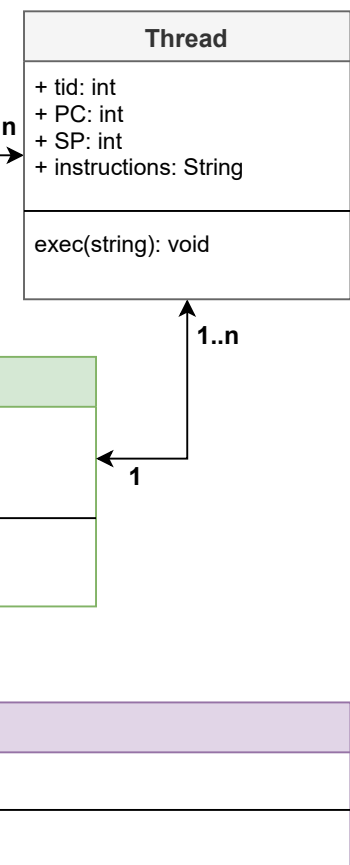 Thread
+ tid: int
+ PC: int
n
+ SP: int
+ instructions: String
exec(string): void
1..n
1